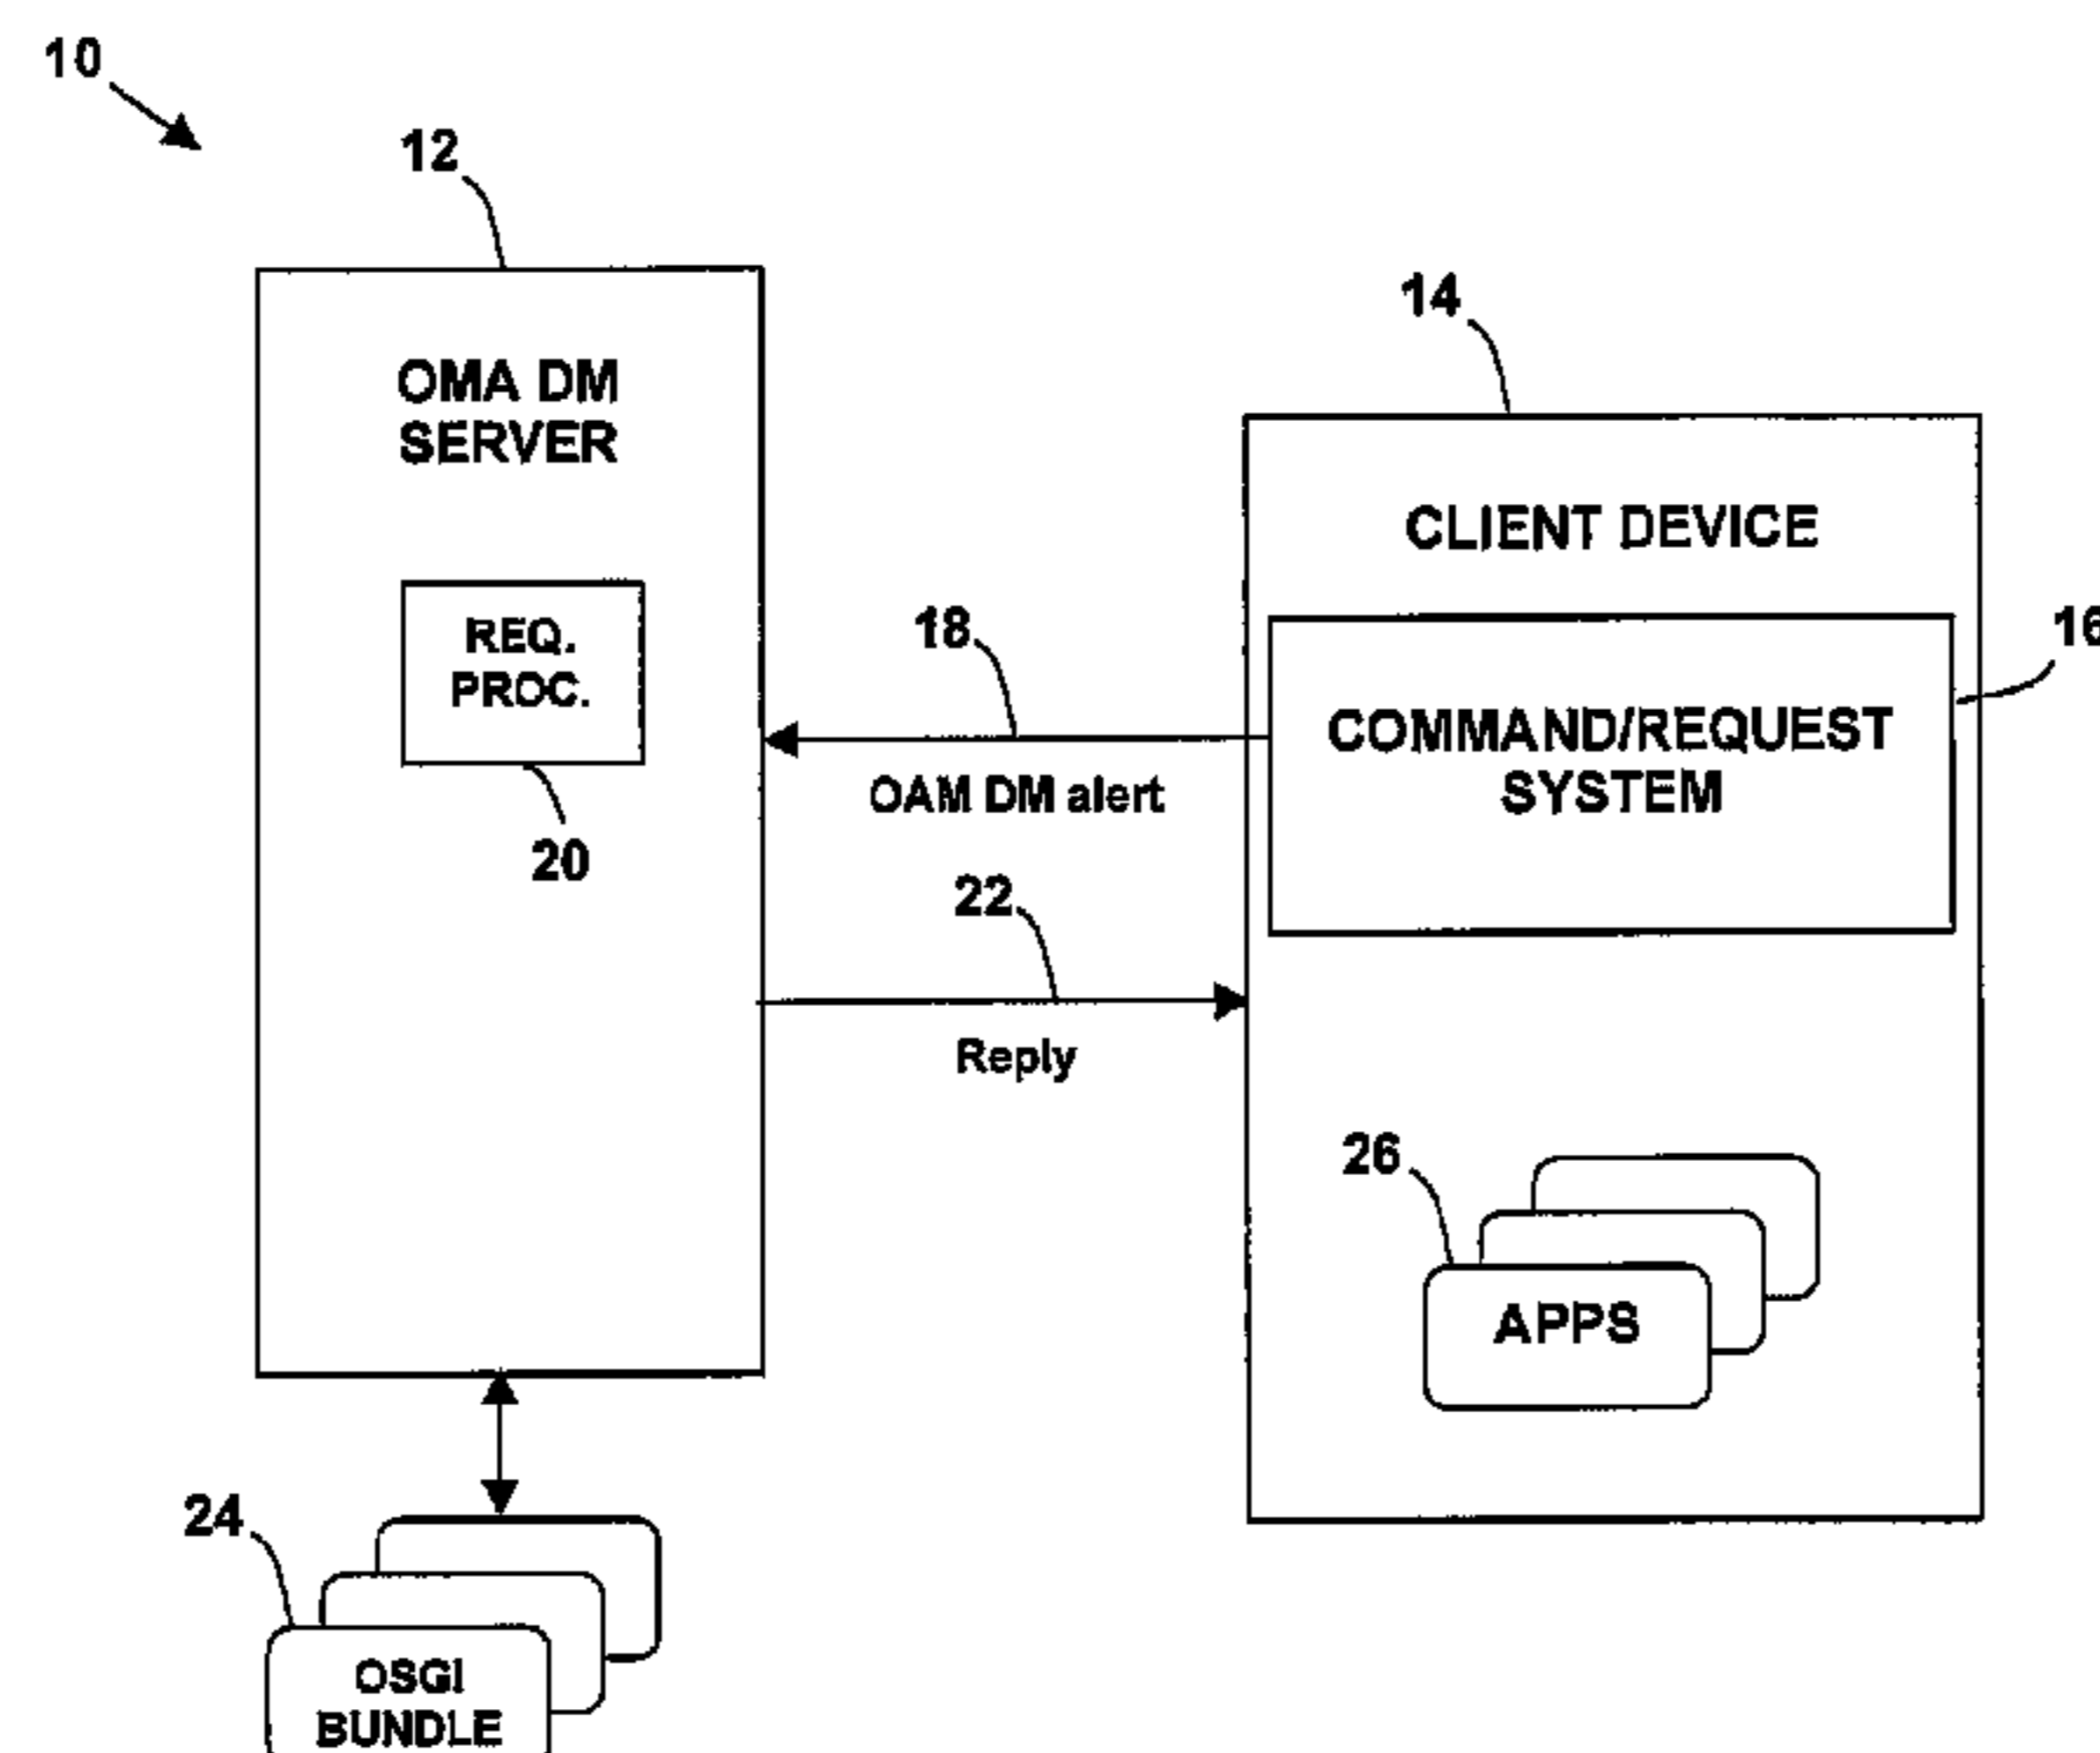 10
12
OMA DM
SERVER
14
CLIENT DEVICE
REQ.
PROC.
20
18
OAM DM alert
16
COMMAND/REQUEST
SYSTEM
22
Reply
26
APPS
24
OSGI
BUNDLE